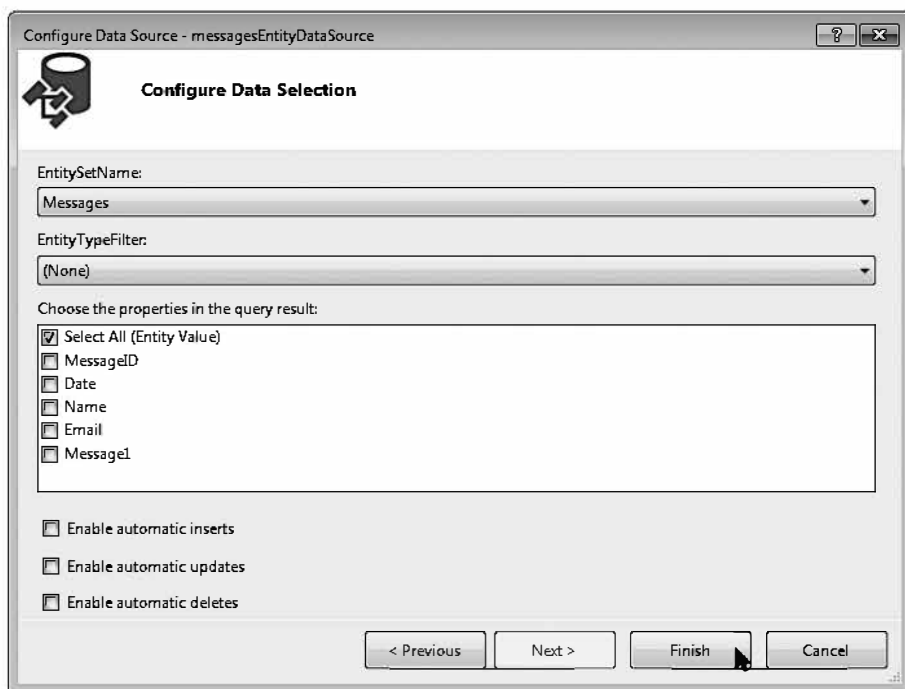 Configure Data Source - messagesEntityDataSource
?
Configure Data Selection
EntitySetName:
Messages
EntityTypeFilter:
(None)
Choose the properties in the query result:
Select All (Entity Value)
MessageID
Date
Name
Email
Message1
Enable automatic inserts
Enable automatic updates
Enable automatic deletes
< Previous Next > Finish Cancel